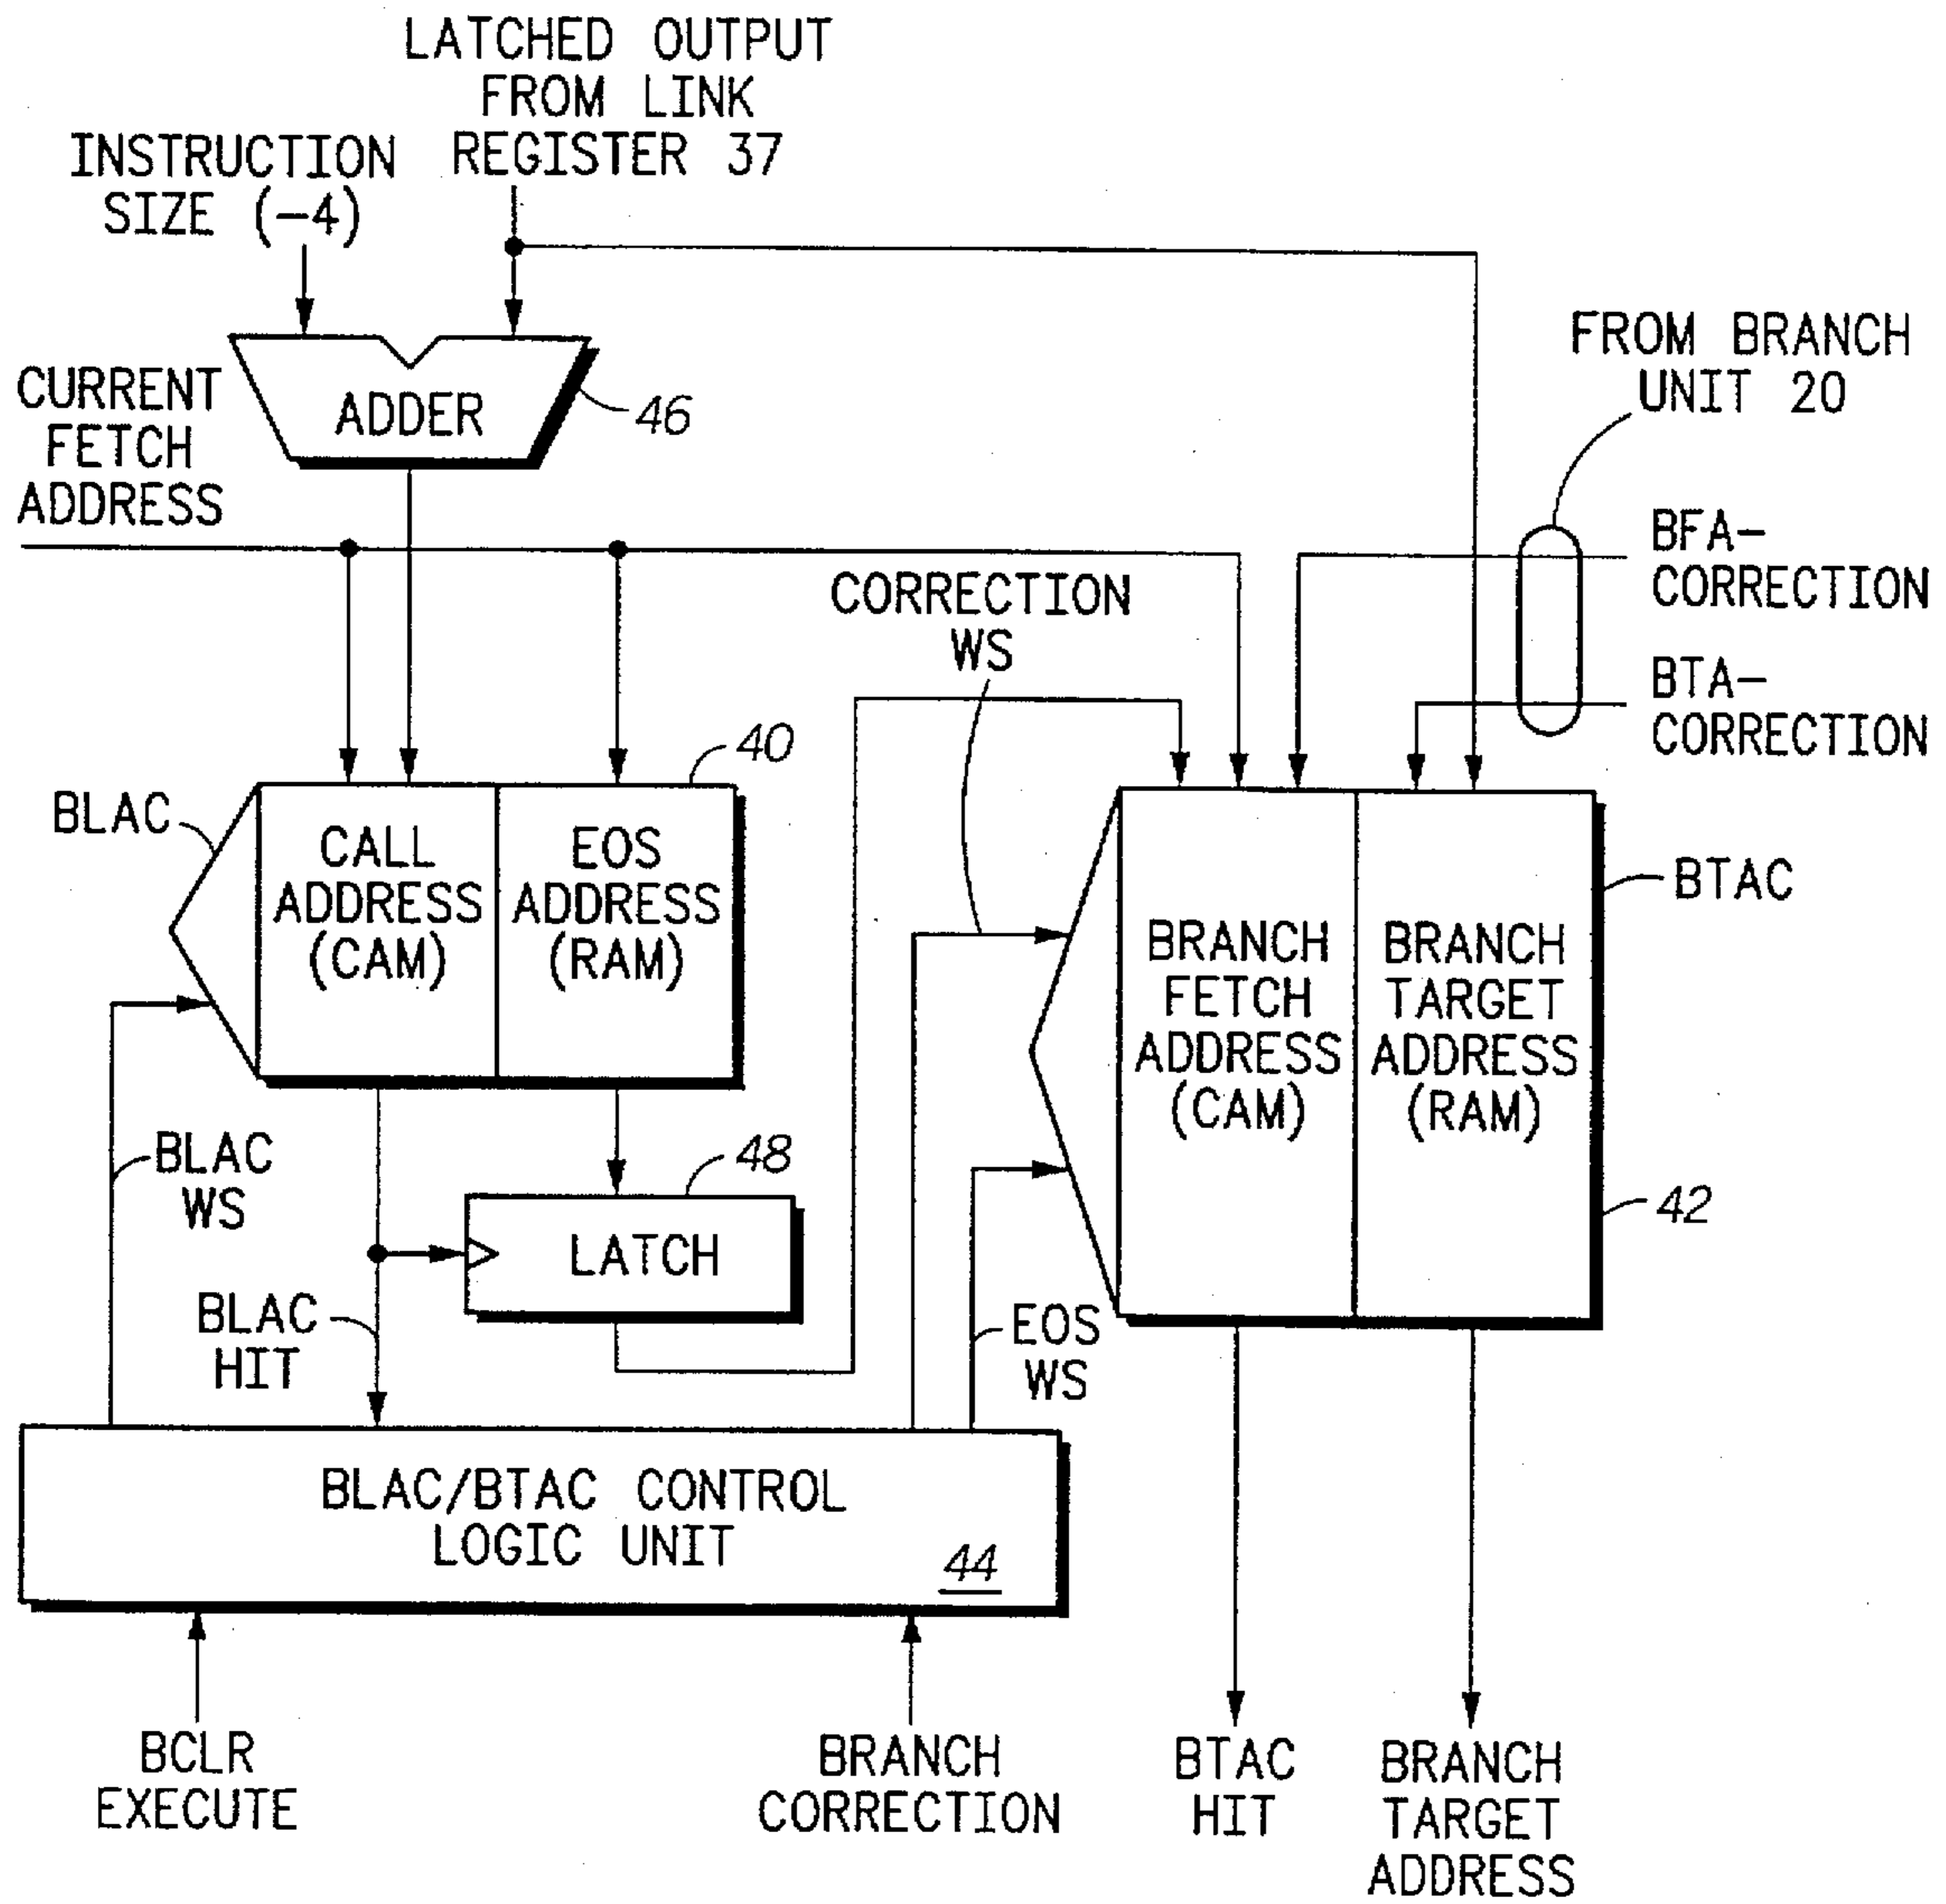 LATCHED OUTPUT
FROM LINK
REGISTER 37
INSTRUCTION
SIZE (-4)
FROM BRANCH
UNIT 20
CURRENT
FETCH
ADDRESS
ADDER
46
BFA-
CORRECTION
CORRECTION
WS
BTA-
CORRECTION
40
BLAC
CALL
ADDRESS
(CAM)
EOS
ADDRESS
(RAM)
BTAC
BRANCH
FETCH
ADDRESS
(CAM)
BRANCH
TARGET
ADDRESS
(RAM)
BLAC
WS
48
42
LATCH
BLAC
HIT
EOS
WS
BLAC/BTAC CONTROL
LOGIC UNIT
44
BCLR
EXECUTE
BRANCH
CORRECTION
BTAC
HIT
BRANCH
TARGET
ADDRESS